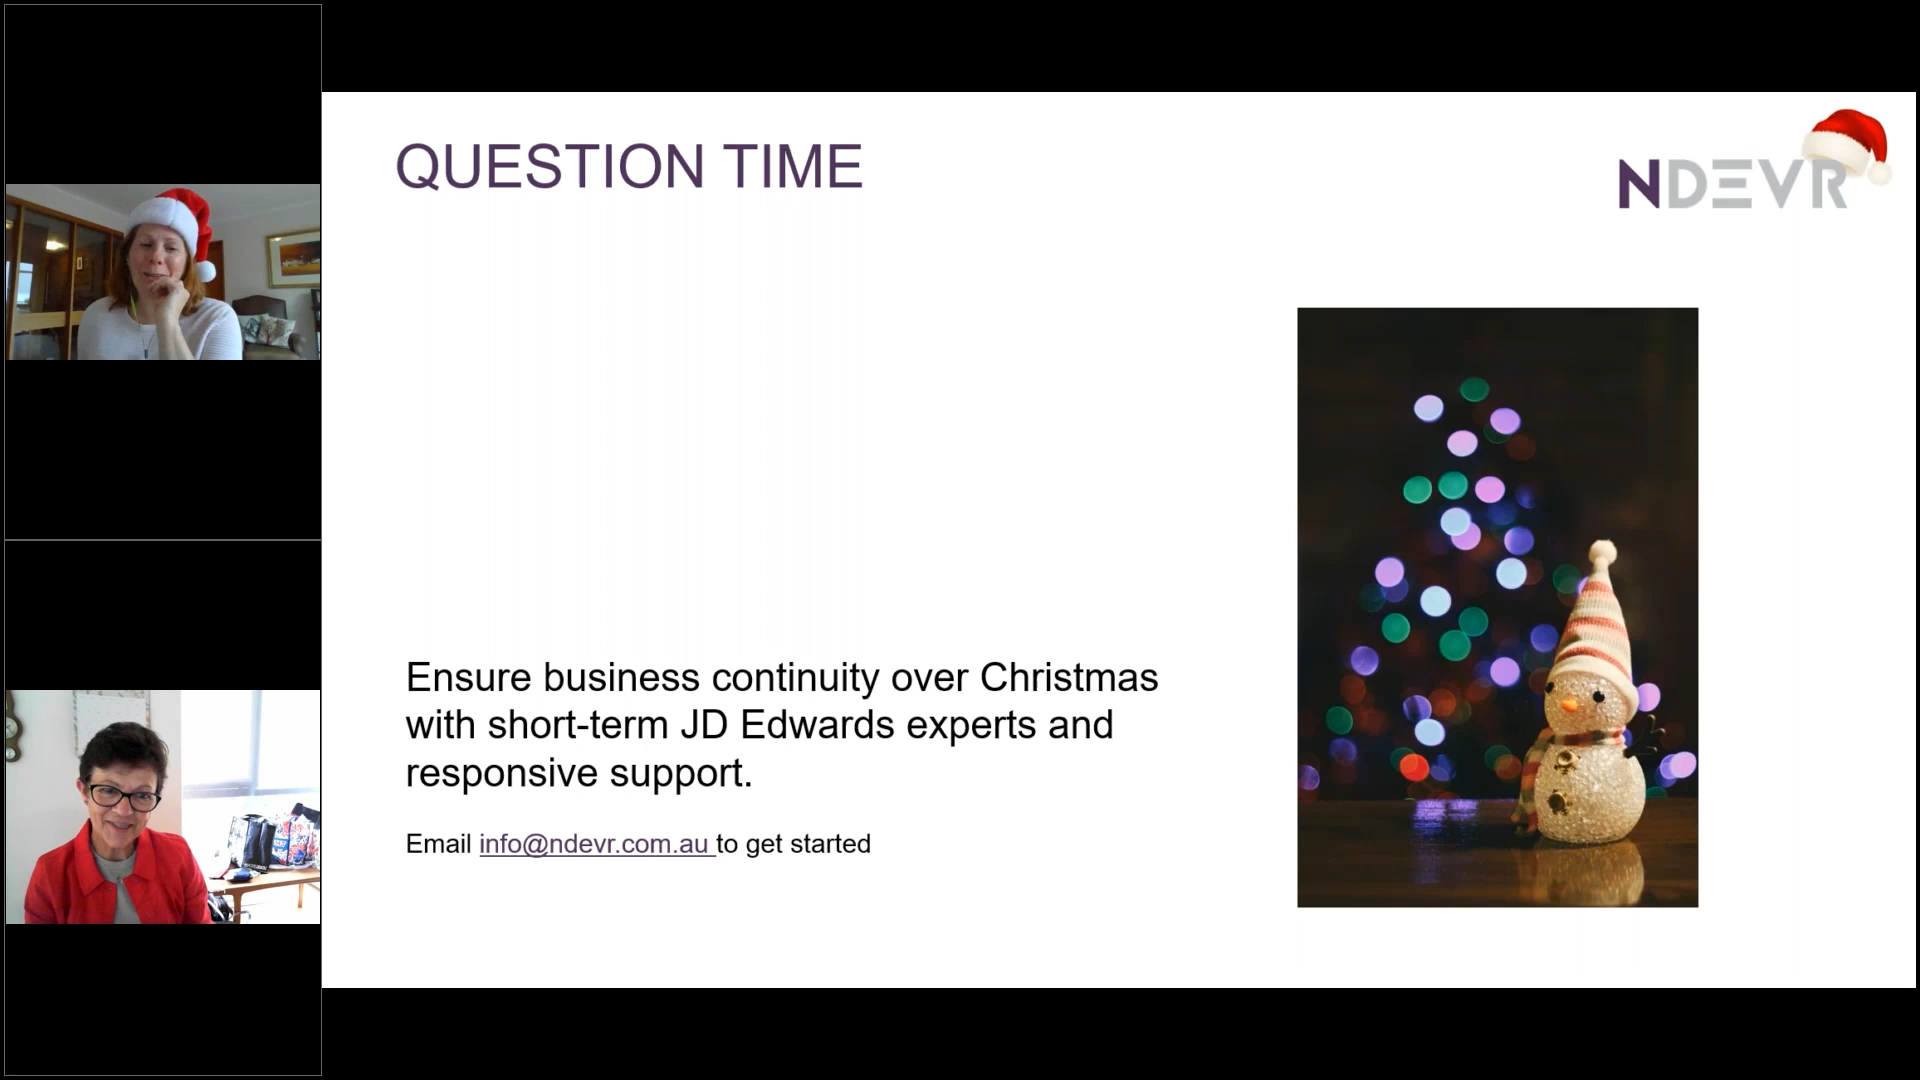 QUESTION TIME
NDEVR
Ensure business continuity over Christmas
with short-term JD Edwards experts and
responsive support.
Email info@ndevr.com.au to get started